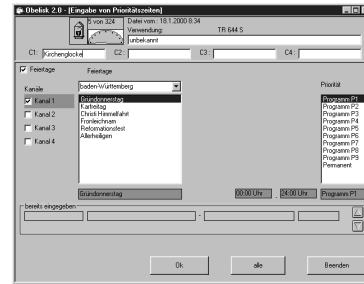 Obelisk 2.0 - [Eingabe von Prioritätszeiten]
5 von 324
Datei vom: 18.1.2000 8:34
Verwendung: TR 644 S
unbekannt
C1: Kirchenglocke C2: C3: C4:
Feiertage Feiertage
Kanäle baden-Württemberg Priorität
Kanal 1
Kanal 2
Kanal 3
Kanal 4
Gründonnerstag
Karfreitag
Christi Himmelfahrt
Fronleichnam
Reformationsfest
Allerheiligen
Programm P1
Programm P2
Programm P3
Programm P4
Programm P5
Programm P6
Programm P7
Programm P8
Programm P9
Permanent
Gründonnerstag 00:00 Uhr - 24:00 Uhr Programm P1
bereits eingegeben
-
Ok alle Beenden